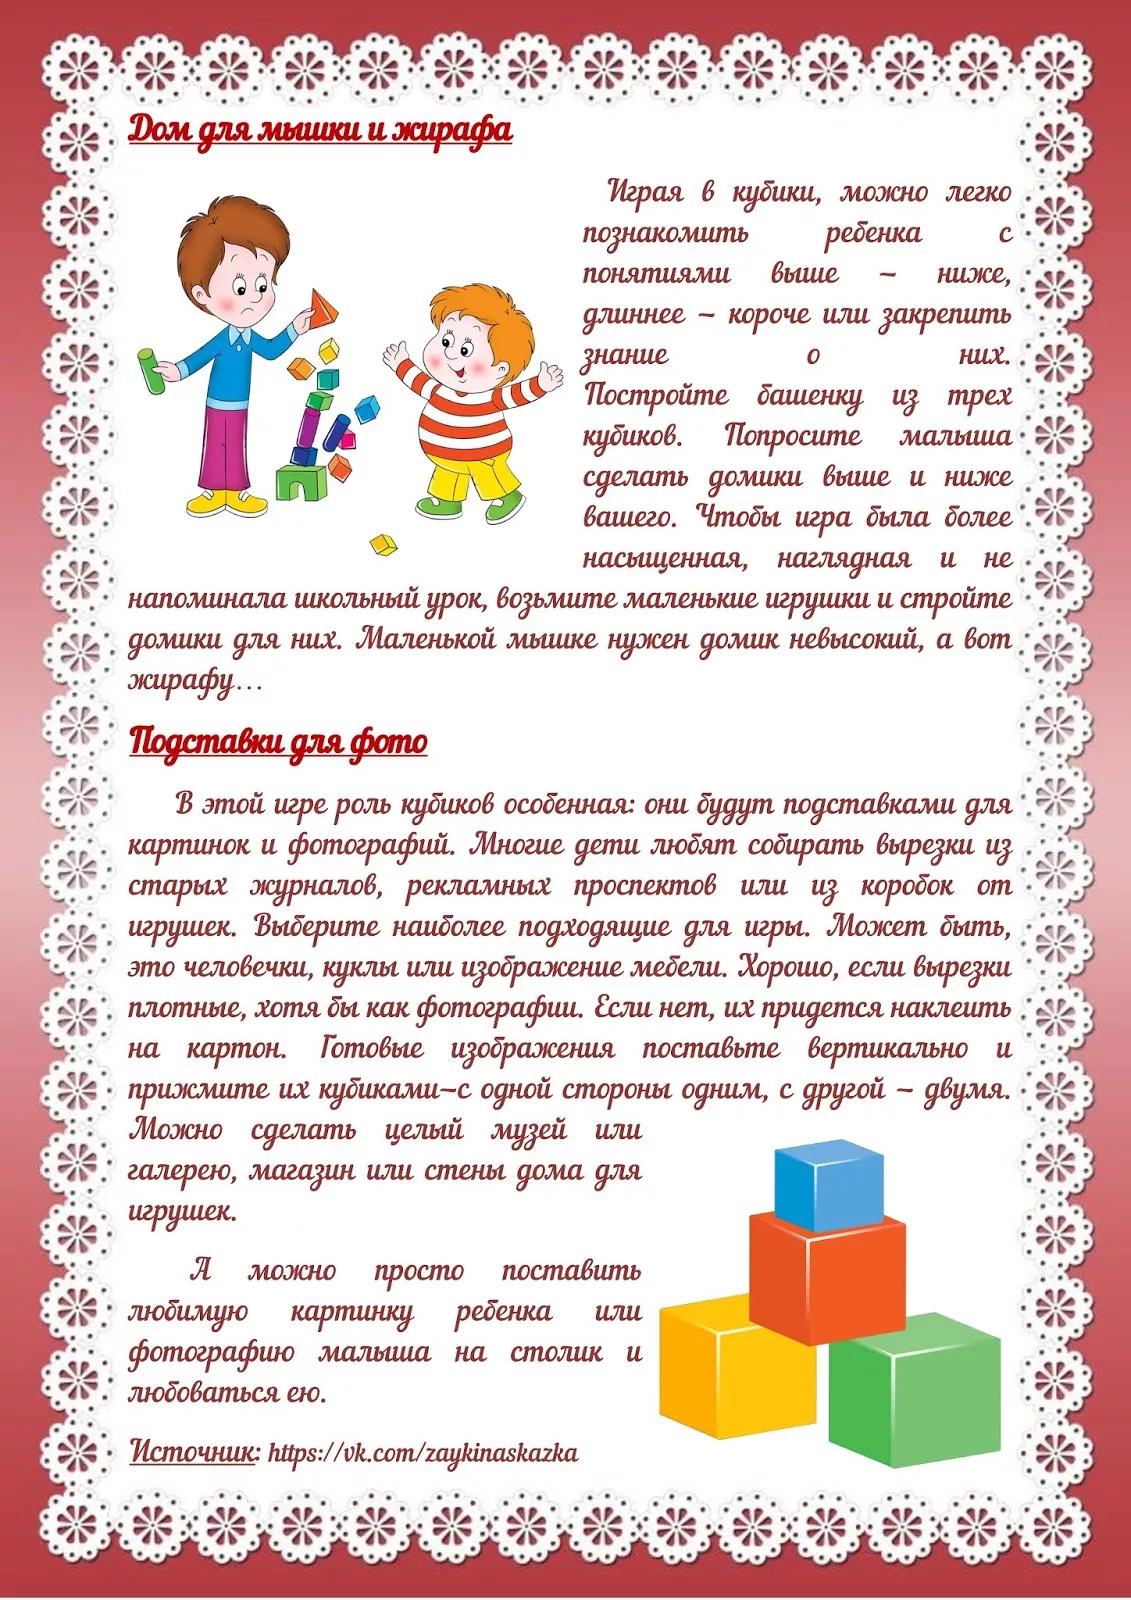 Дом для мышки и жирафа
Играя в кубики, можно легко
познакомить ребенка с
понятиями выше – ниже,
длиннее – короче или закрепить
знание о них.
Постройте башенку из трех
кубиков. Попросите малыша
сделать домики выше и ниже
вашего. Чтобы игра была более
насыщенная, наглядная и не
напоминала школьный урок, возьмите маленькие игрушки и стройте
домики для них. Маленькой мышке нужен домик невысокий, а вот
жирафу…
Подставки для фото
В этой игре роль кубиков особенная: они будут подставками для
картинок и фотографий. Многие дети любят собирать вырезки из
старых журналов, рекламных проспектов или из коробок от
игрушек. Выберите наиболее подходящие для игры. Может быть,
это человечки, куклы или изображение мебели. Хорошо, если вырезки
плотные, хотя бы как фотографии. Если нет, их придется наклеить
на картон. Готовые изображения поставьте вертикально и
прижмите их кубиками–с одной стороны одним, с другой – двумя.
Можно сделать целый музей или
галерею, магазин или стены дома для
игрушек.
А можно просто поставить
любимую картинку ребенка или
фотографию малыша на столик и
любоваться ею.
Источник: https://vk.com/zaykinaskazka